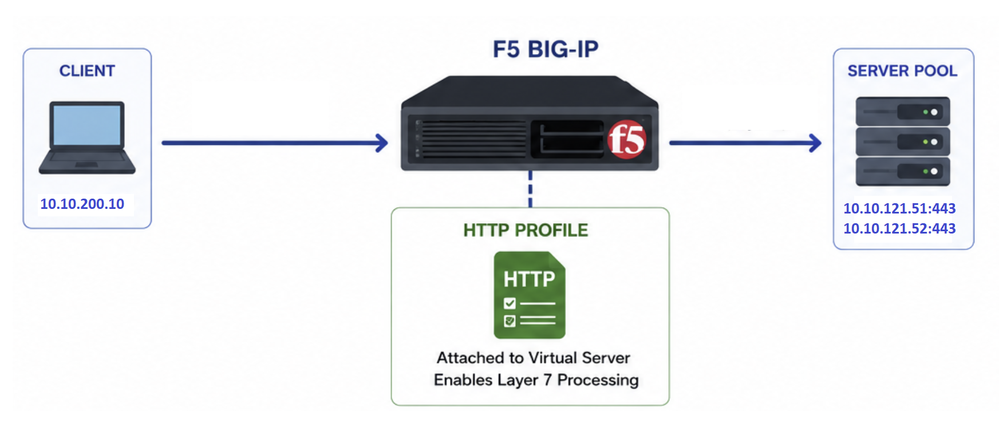 F5 BIG-IP
CLIENT
10.10.200.10
f5
SERVER POOL
10.10.121.51:443
10.10.121.52:443
HTTP PROFILE
HTTP
Attached to Virtual Server
Enables Layer 7 Processing